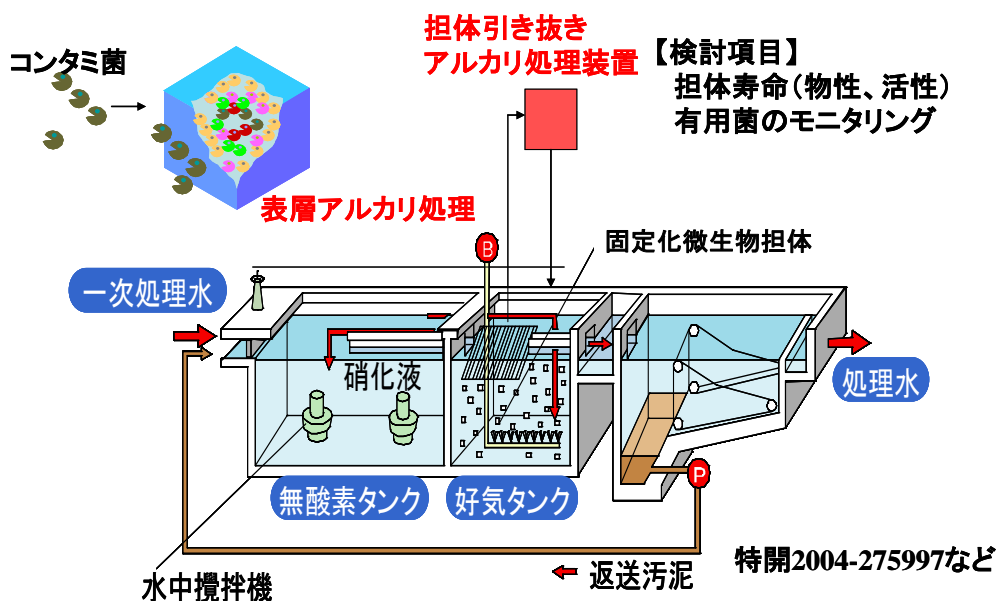 コンタミ菌
担体引き抜き
アルカリ処理装置
【検討項目】
担体寿命（物性、活性）
有用菌のモニタリング
表層アルカリ処理
固定化微生物担体
B
一次処理水
硝化液
処理水
無酸素タンク
好気タンク
P
水中攪拌機
返送汚泥
特開2004-275997など